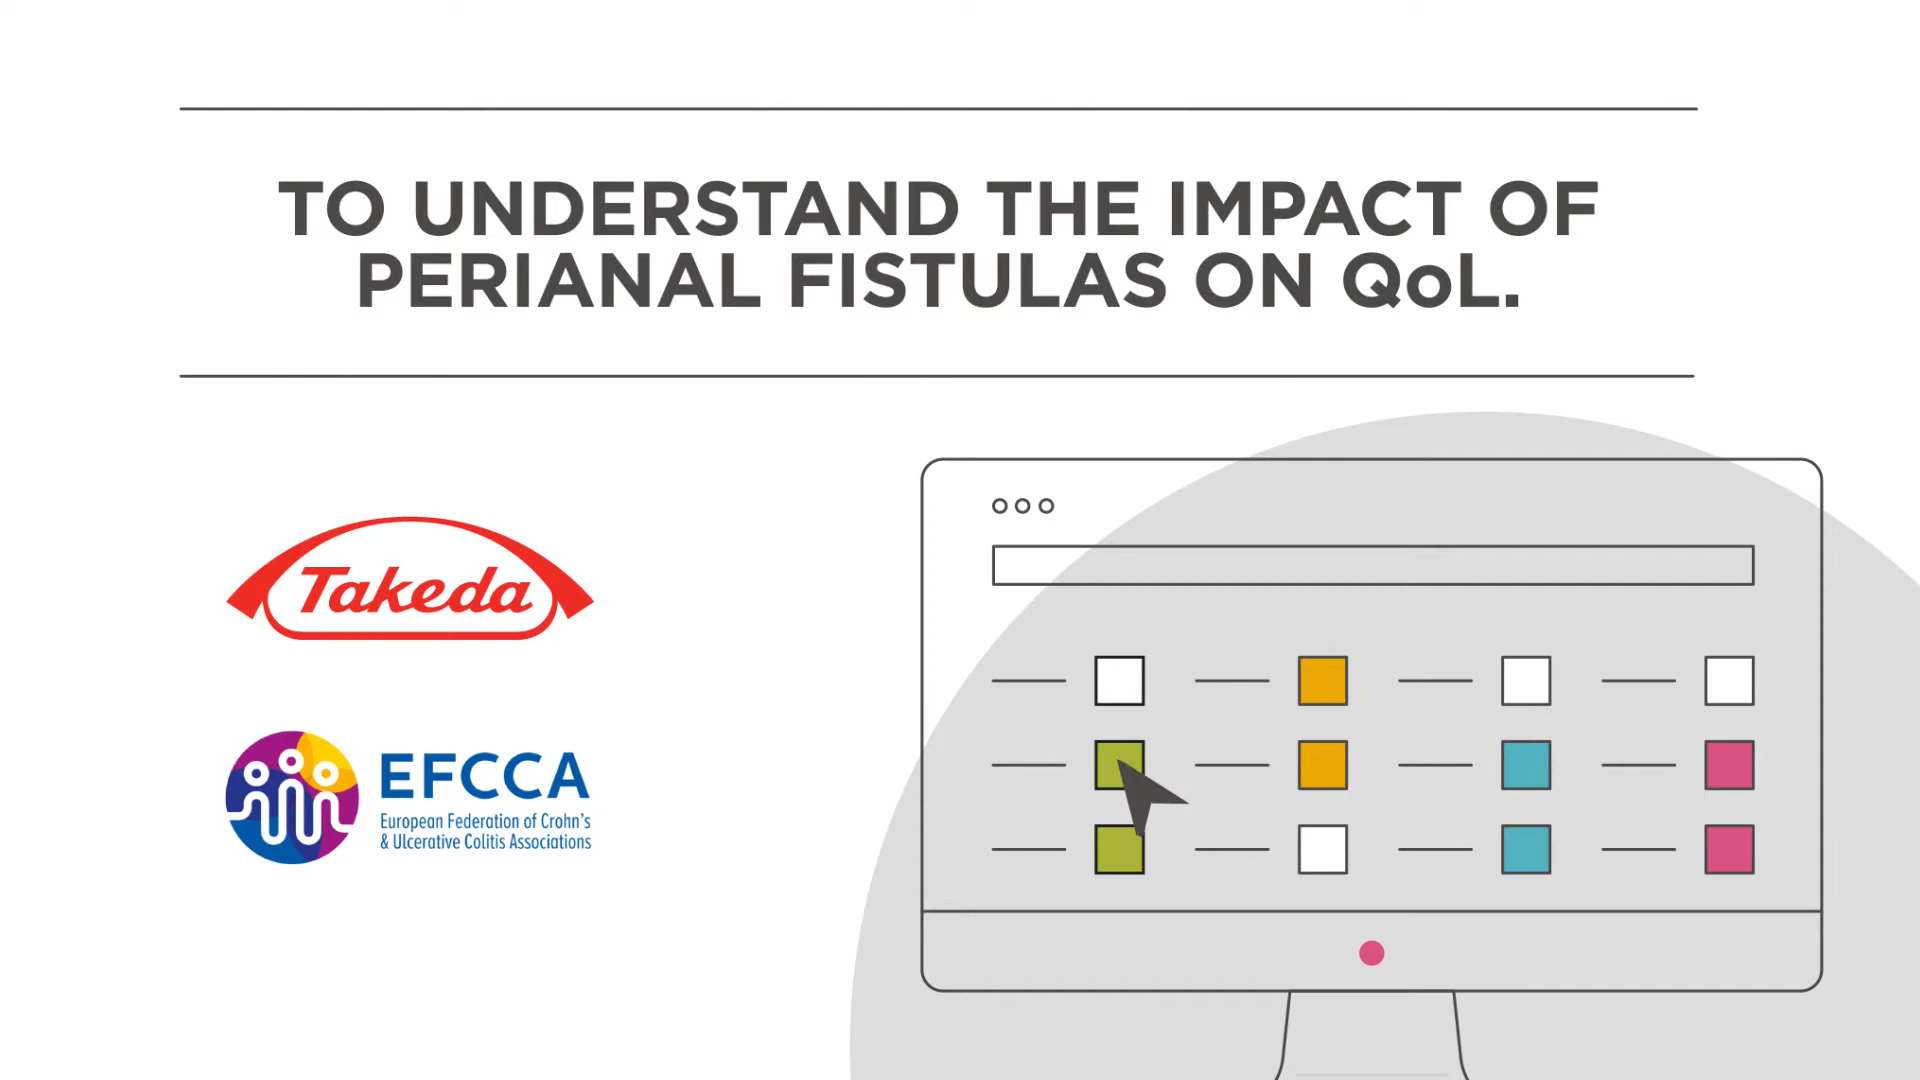 TO UNDERSTAND THE IMPACT OF
PERIANAL FISTULAS ON QoL.
Takeda
EFCCA
European Federation of Crohn's
& Ulcerative Colitis Associations